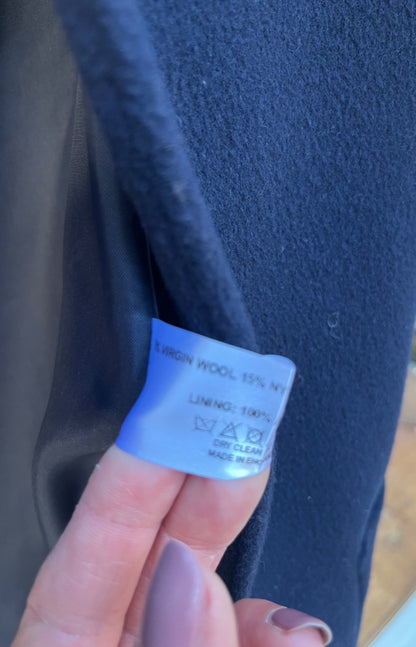 % VIRGIN WOOL 15% NY
LINING: 100%
DRY CLEAN
MADE IN